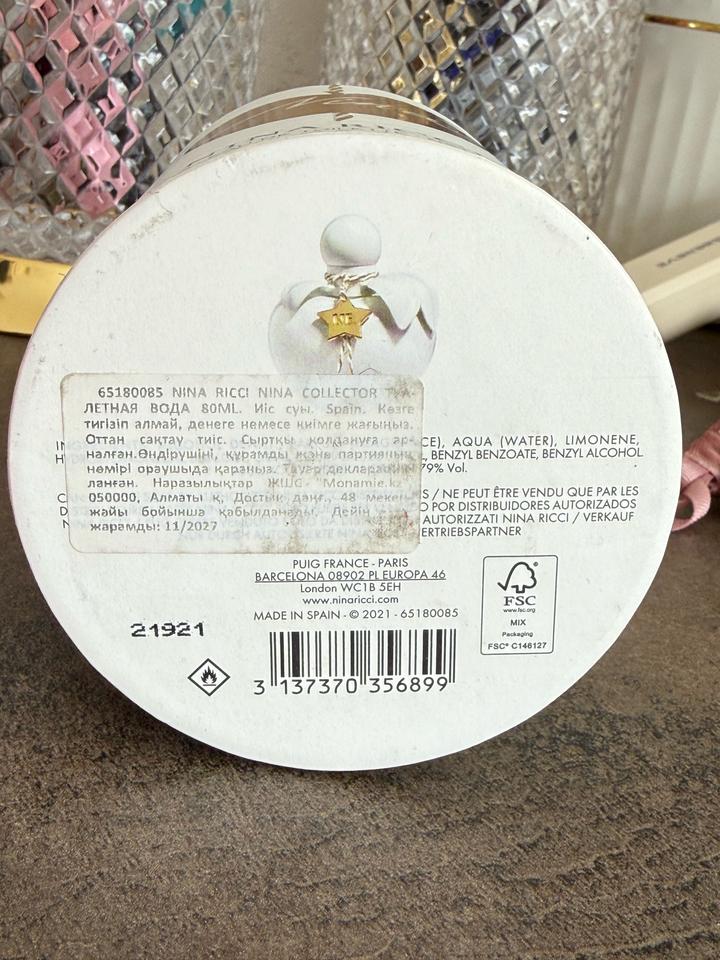 NE
65180085 NINA RICCI NINA COLLECTOR ТУА-
ЛЕТНАЯ ВОДА 80ML. Иіс суы. Spain. Көзге
тигізіп алмай, денеге немесе киімге жағыңыз.
Оттан сақтау тиіс. Сыртқы қолдануға ар-
налған.Өндірушіні, құрамды және партияның
нөмірі орауышыда қараңыз. Тауар декларацияланған.
Наразылықтар ЖШС Monamie.kz
050000, Алматы қ, Достық даңғ., 48 мекен-
жайы бойынша қабылданады. Дейін
жарамды: 11/2027
AQUA (WATER), LIMONENE,
BENZYL BENZOATE, BENZYL ALCOHOL
79% Vol.
/ NE PEUT ÊTRE VENDU QUE PAR LES
POR DISTRIBUIDORES AUTORIZADOS
AUTORIZZATI NINA RICCI / VERKAUF
PUIG FRANCE - PARIS
BARCELONA 08902 PL EUROPA 46
London WC1B 5EH
www.ninaricci.com
MADE IN SPAIN - © 2021 - 65180085
21921
3 137370 356899
FSC
www.fsc.org
MIX
Packaging
FSC® C146127